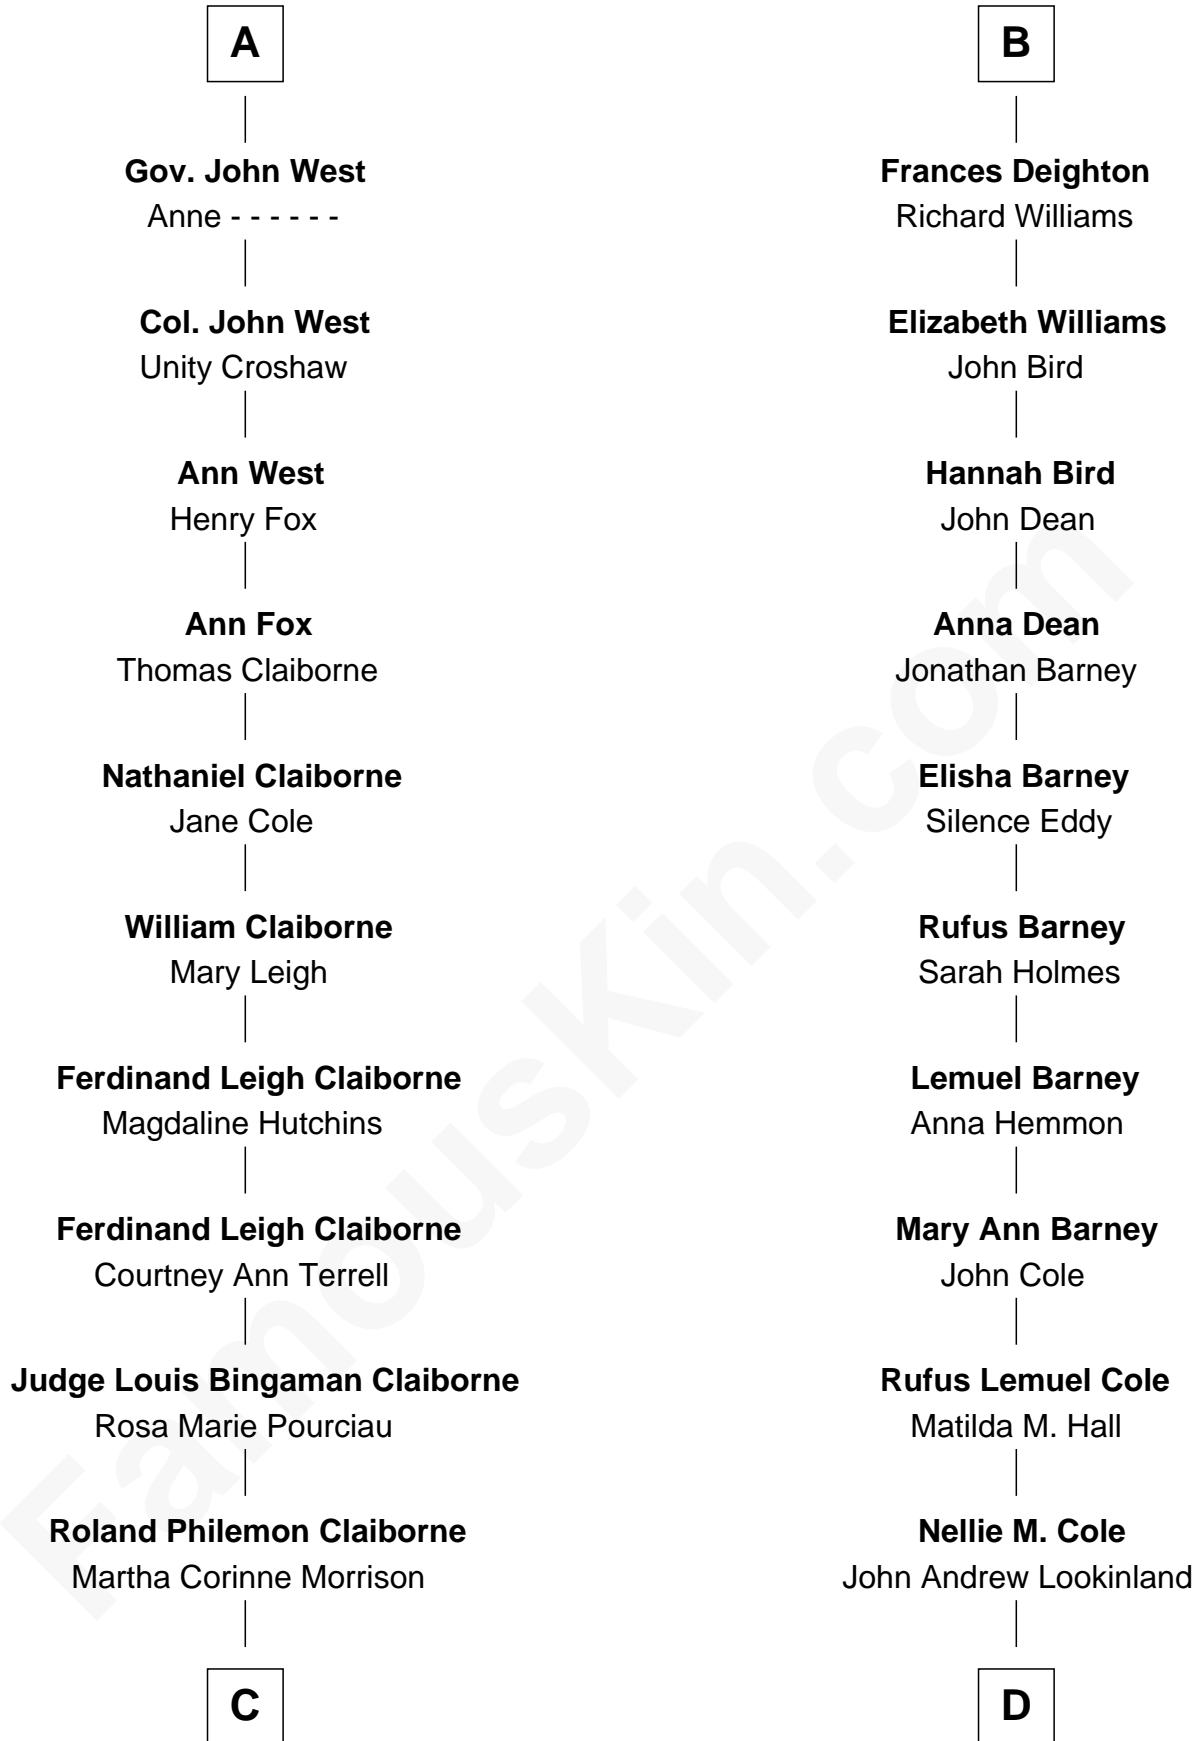 A
Gov. John West
Anne - - - - - -
Col. John West
Unity Croshaw
Ann West
Henry Fox
Ann Fox
Thomas Claiborne
Nathaniel Claiborne
Jane Cole
William Claiborne
Mary Leigh
Ferdinand Leigh Claiborne
Magdaline Hutchins
Ferdinand Leigh Claiborne
Courtney Ann Terrell
Judge Louis Bingaman Claiborne
Rosa Marie Pourciau
Roland Philemon Claiborne
Martha Corinne Morrison
C
B
Frances Deighton
Richard Williams
Elizabeth Williams
John Bird
Hannah Bird
John Dean
Anna Dean
Jonathan Barney
Elisha Barney
Silence Eddy
Rufus Barney
Sarah Holmes
Lemuel Barney
Anna Hemmon
Mary Ann Barney
John Cole
Rufus Lemuel Cole
Matilda M. Hall
Nellie M. Cole
John Andrew Lookinland
D
FamousKin.com